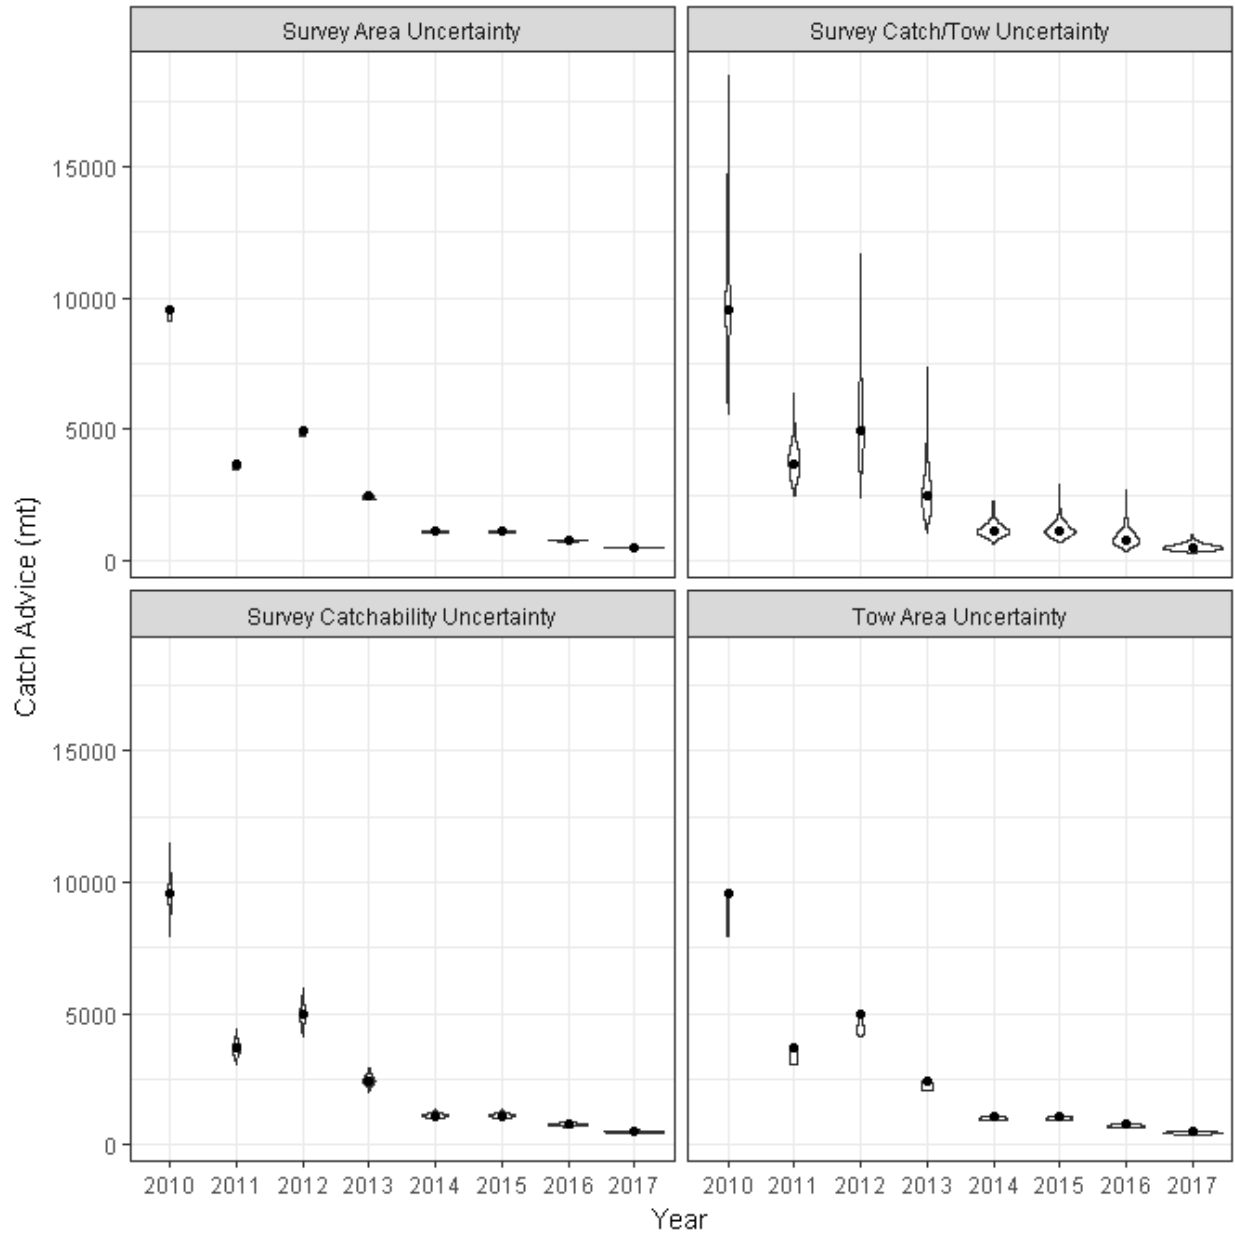 Survey Area Uncertainty
Survey Catch/Tow Uncertainty
15000
10000
5000
0
Survey Catchability Uncertainty
Tow Area Uncertainty
15000
10000
5000
0
Catch Advice (mt)
2010 2011 2012 2013 2014 2015 2016 2017
2010 2011 2012 2013 2014 2015 2016 2017
Year